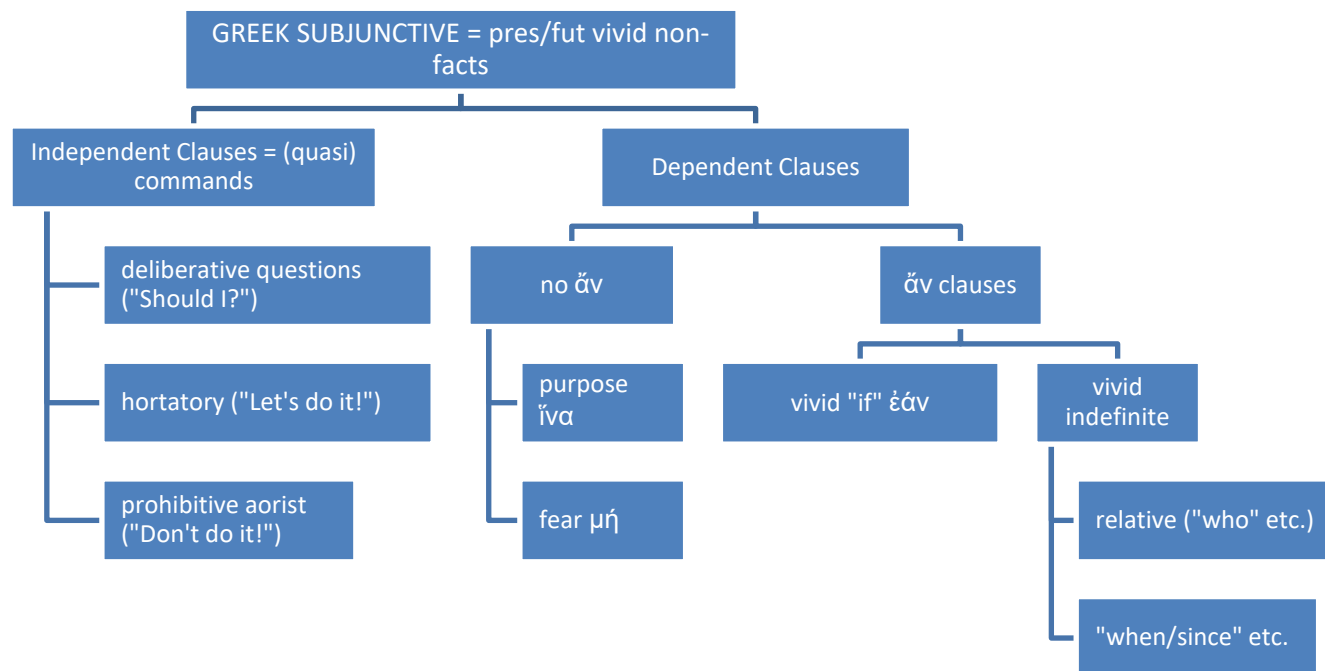 GREEK SUBJUNCTIVE = pres/fut vivid non-
facts
Independent Clauses = (quasi)
commands
deliberative questions
("Should I?")
hortatory ("Let's do it!")
prohibitive aorist
("Don't do it!")
Dependent Clauses
no ἄν
purpose
ἵνα
fear μή
ἄν clauses
vivid "if" ἐάν
vivid
indefinite
relative ("who" etc.)
"when/since" etc.